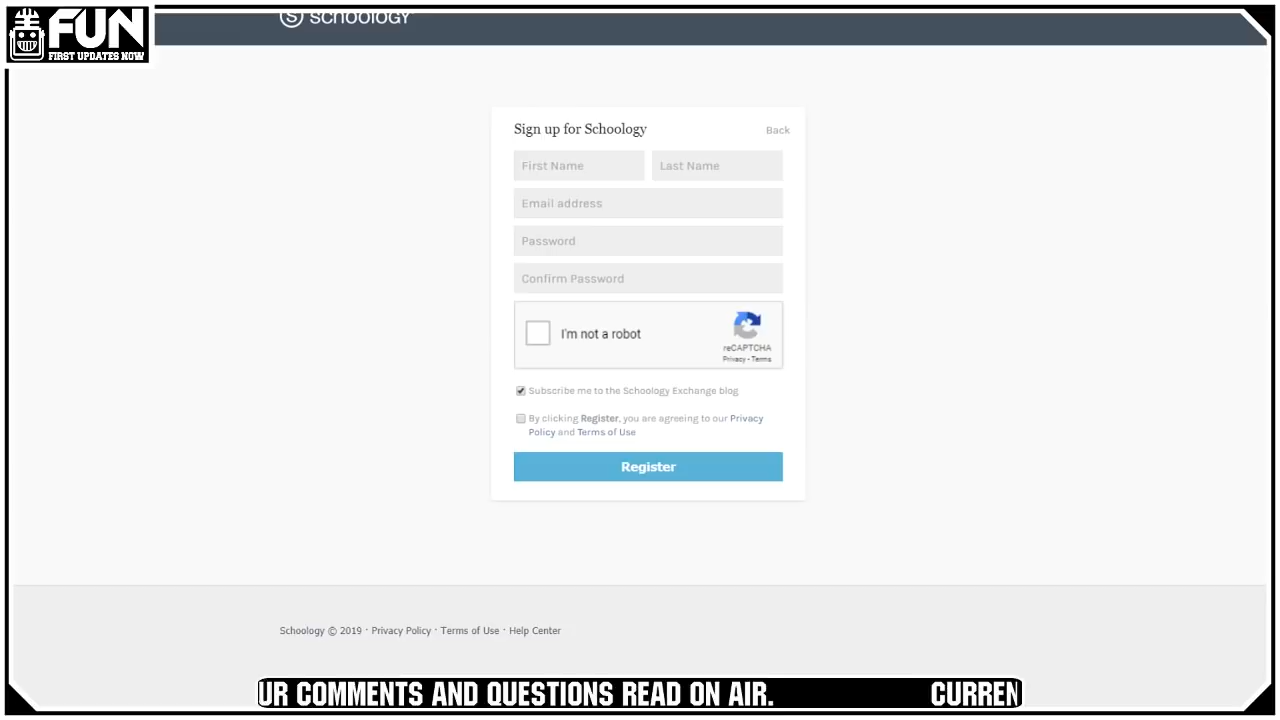 FUN
FIRST UPDATES NOW
SCHOOLOGY
Sign up for Schoology
Back
First Name
Last Name
Email address
Password
Confirm Password
I'm not a robot
reCAPTCHA
Privacy - Terms
Subscribe me to the Schoology Exchange blog
By clicking Register, you are agreeing to our Privacy
Policy and Terms of Use
Register
Schoology © 2019 · Privacy Policy · Terms of Use · Help Center
UR COMMENTS AND QUESTIONS READ ON AIR. CURREN